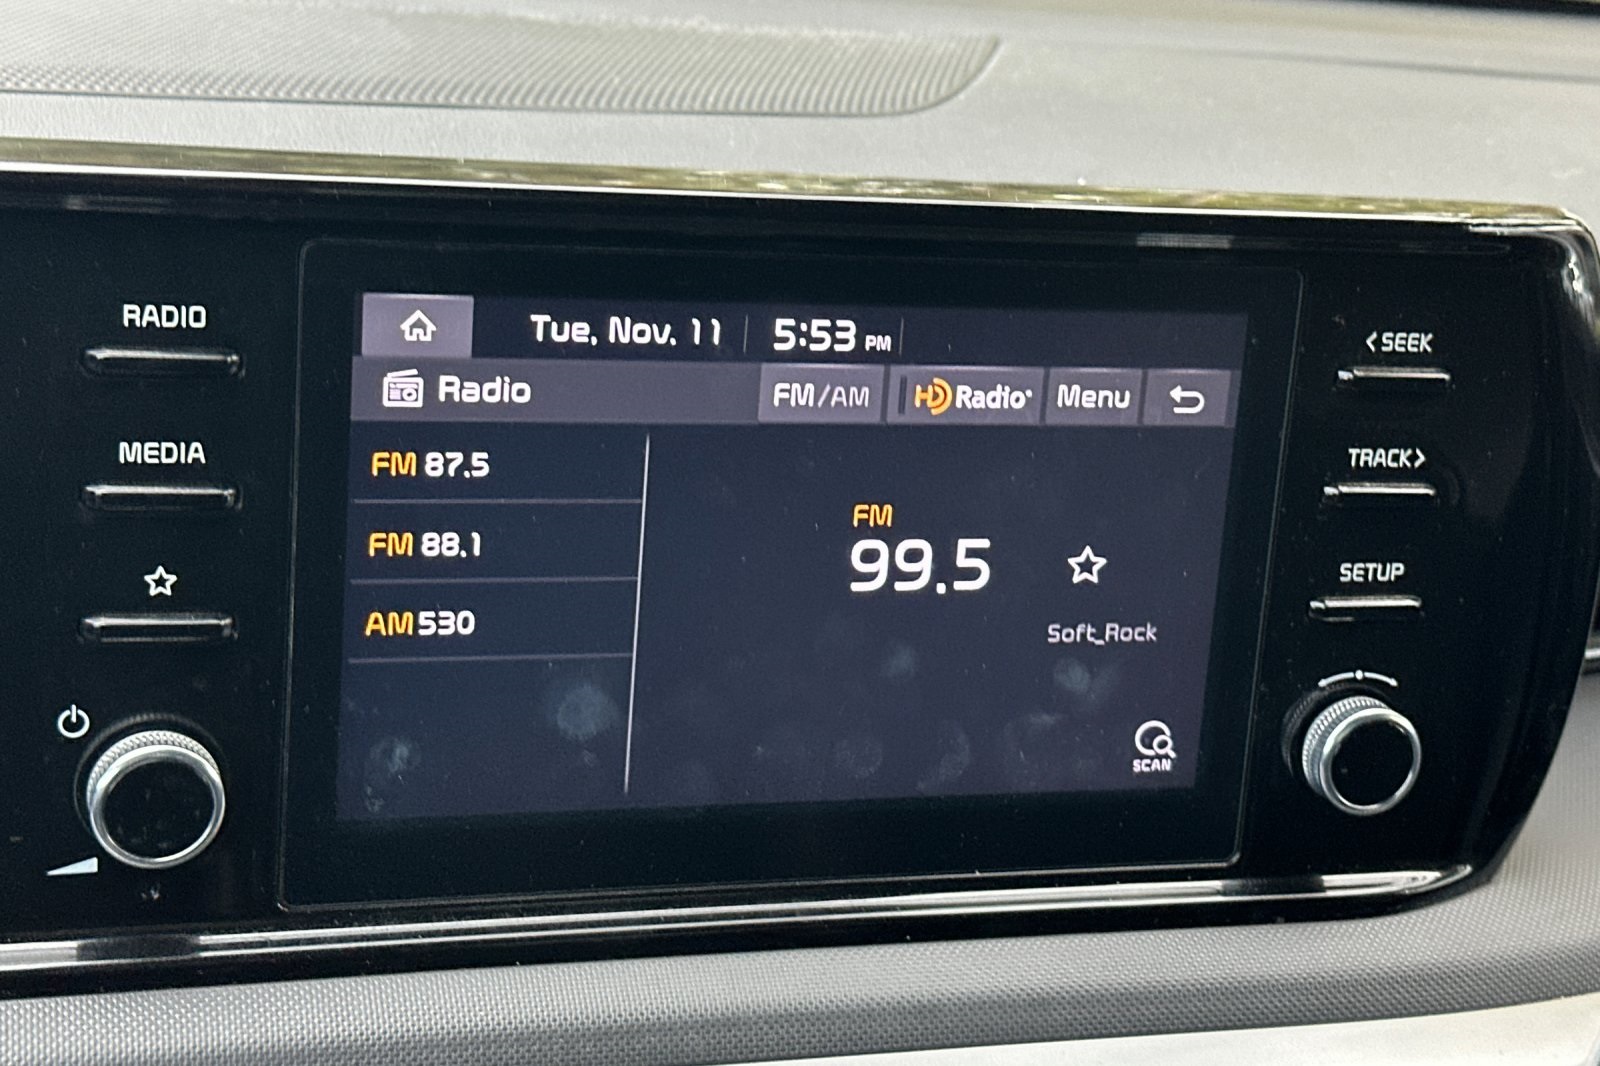 RADIO
MEDIA
Tue, Nov. 11 5:53 PM
Radio FM/AM HD Radio® Menu
FM 87.5
FM 88.1
AM 530
FM
99.5
Soft_Rock
SCAN
< SEEK
TRACK >
SETUP